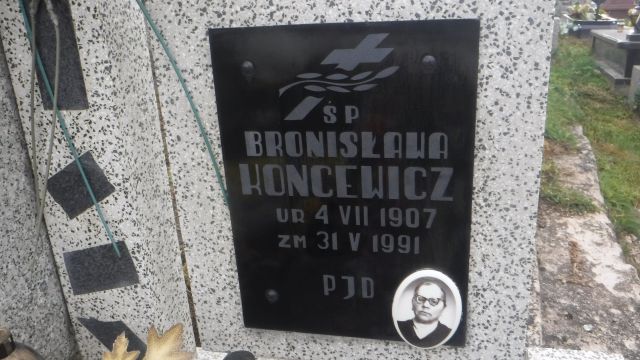 ŚP
BRONISŁAWA
KONCEWICZ
UR 4 VII 1907
ZM 31 V 1991
PJD